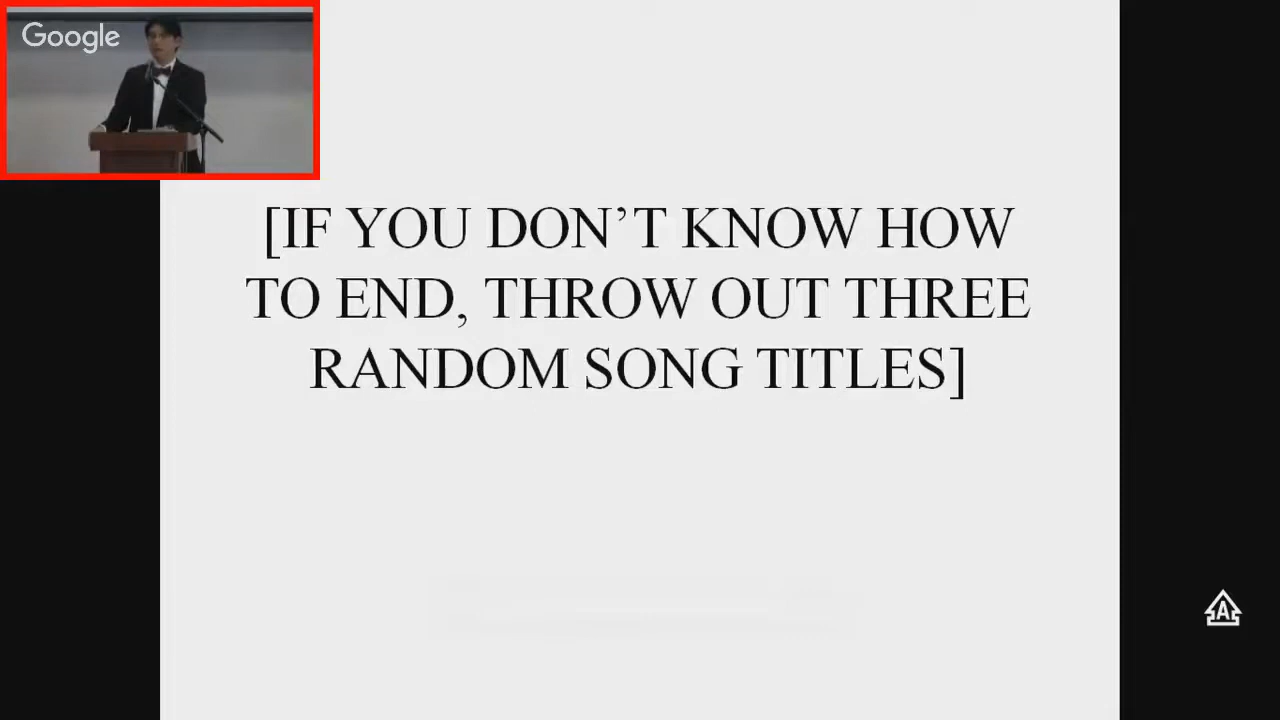 Google
[IF YOU DON’T KNOW HOW
TO END, THROW OUT THREE
RANDOM SONG TITLES]
A